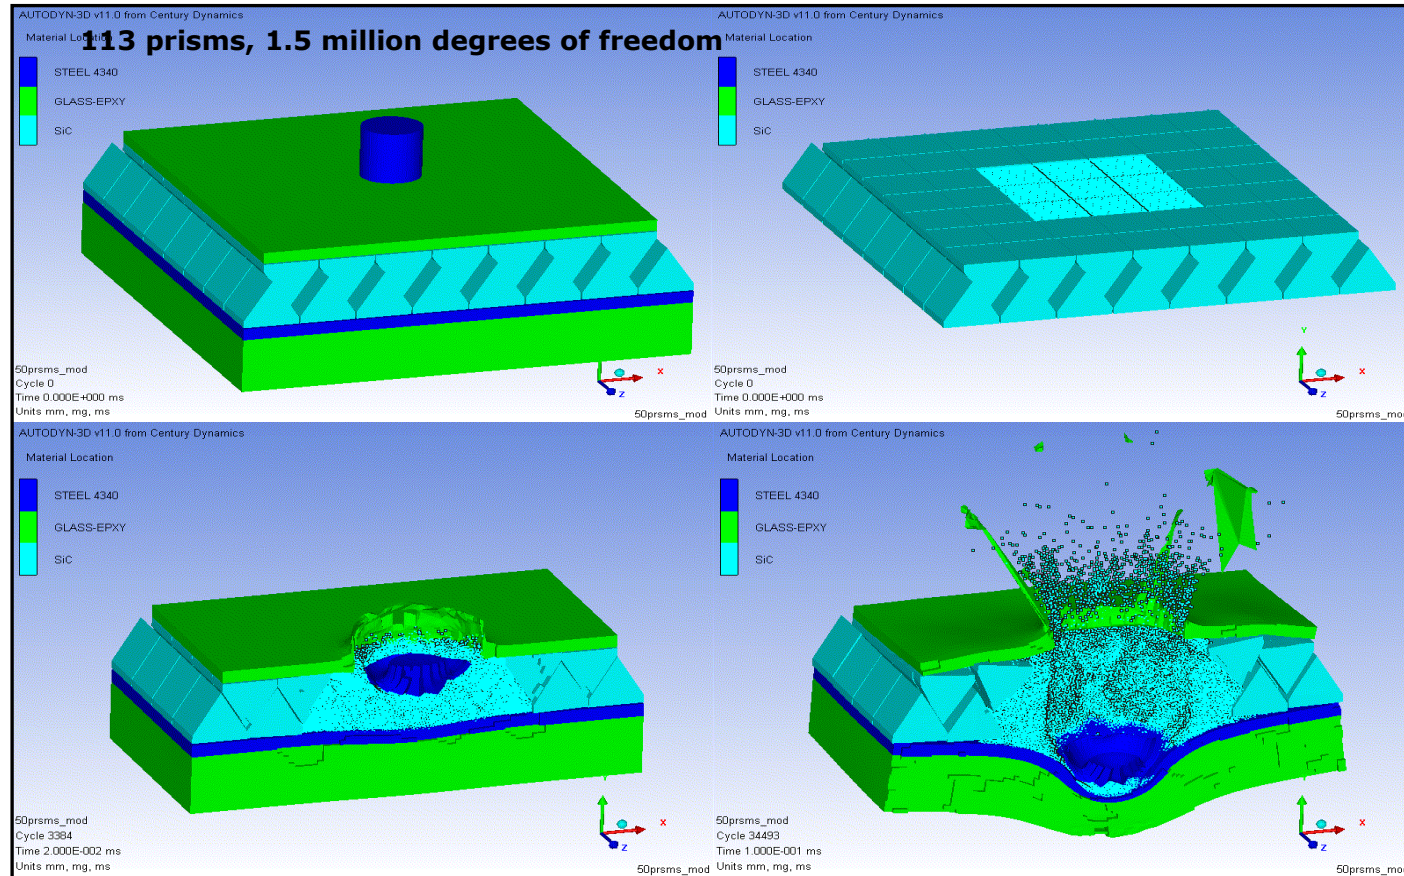 AUTODYN-3D v11.0 from Century Dynamics
113 prisms, 1.5 million degrees of freedom
Material Location
STEEL 4340
GLASS-EPXY
SiC
X
Z
50prsms_mod
Cycle 0
Time 0.000E+000 ms
Units mm, mg, ms
50prsms_mod
AUTODYN-3D v11.0 from Century Dynamics
Material Location
STEEL 4340
GLASS-EPXY
SiC
Y
X
Z
50prsms_mod
Cycle 0
Time 0.000E+000 ms
Units mm, mg, ms
50prsms_mod
AUTODYN-3D v11.0 from Century Dynamics
Material Location
STEEL 4340
GLASS-EPXY
SiC
X
Z
50prsms_mod
Cycle 3384
Time 2.000E-002 ms
Units mm, mg, ms
50prsms_mod
AUTODYN-3D v11.0 from Century Dynamics
Material Location
STEEL 4340
GLASS-EPXY
SiC
X
Z
50prsms_mod
Cycle 34493
Time 1.000E-001 ms
Units mm, mg, ms
50prsms_mod